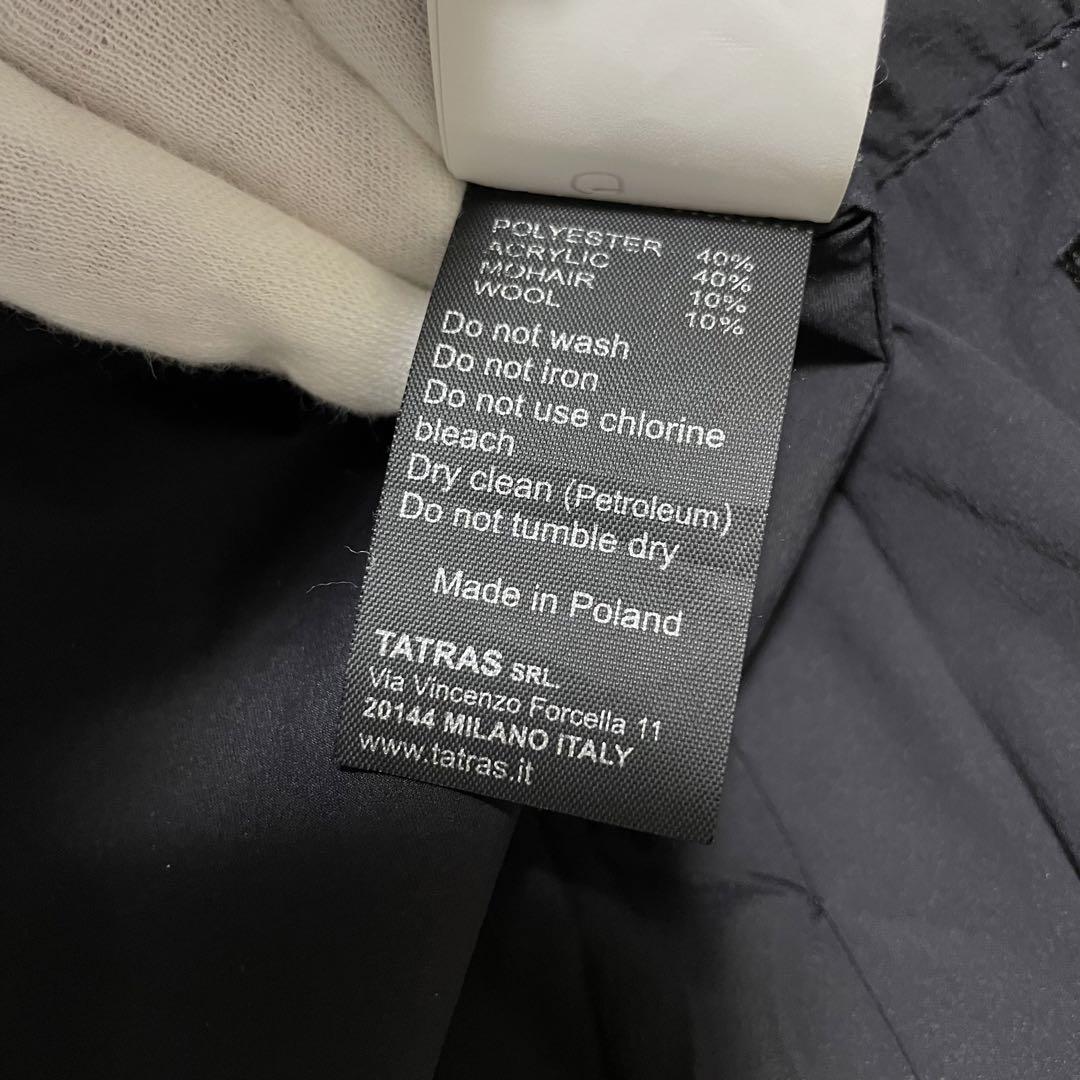 POLYESTER 40%
ACRYLIC 40%
MOHAIR 10%
WOOL 10%
Do not wash
Do not iron
Do not use chlorine
bleach
Dry clean (Petroleum)
Do not tumble dry
Made in Poland
TATRAS SRL.
Via Vincenzo Forcella 11
20144 MILANO ITALY
www.tatras.it